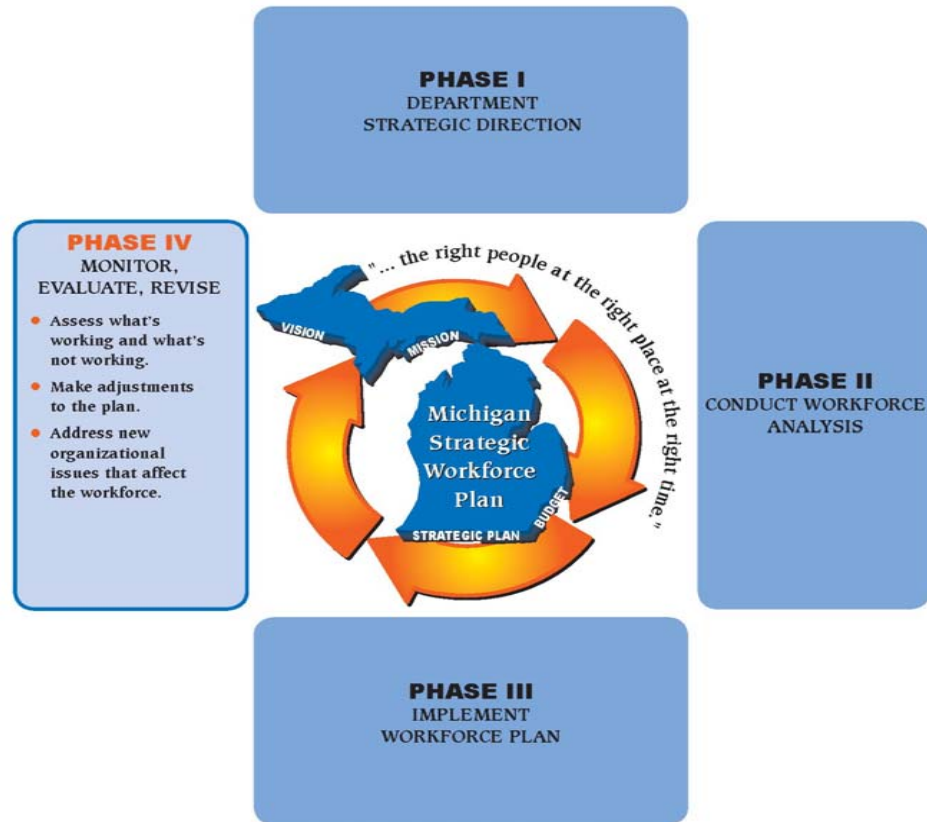 PHASE I
DEPARTMENT
STRATEGIC DIRECTION
PHASE IV
MONITOR,
EVALUATE, REVISE
• Assess what's
working and what's
not working.
• Make adjustments
to the plan.
• Address new
organizational
issues that affect
the workforce.
"... the right people at the right place at the right time."
VISION
MISSION
Michigan
Strategic
Workforce
Plan
BUDGET
STRATEGIC PLAN
PHASE II
CONDUCT WORKFORCE
ANALYSIS
PHASE III
IMPLEMENT
WORKFORCE PLAN